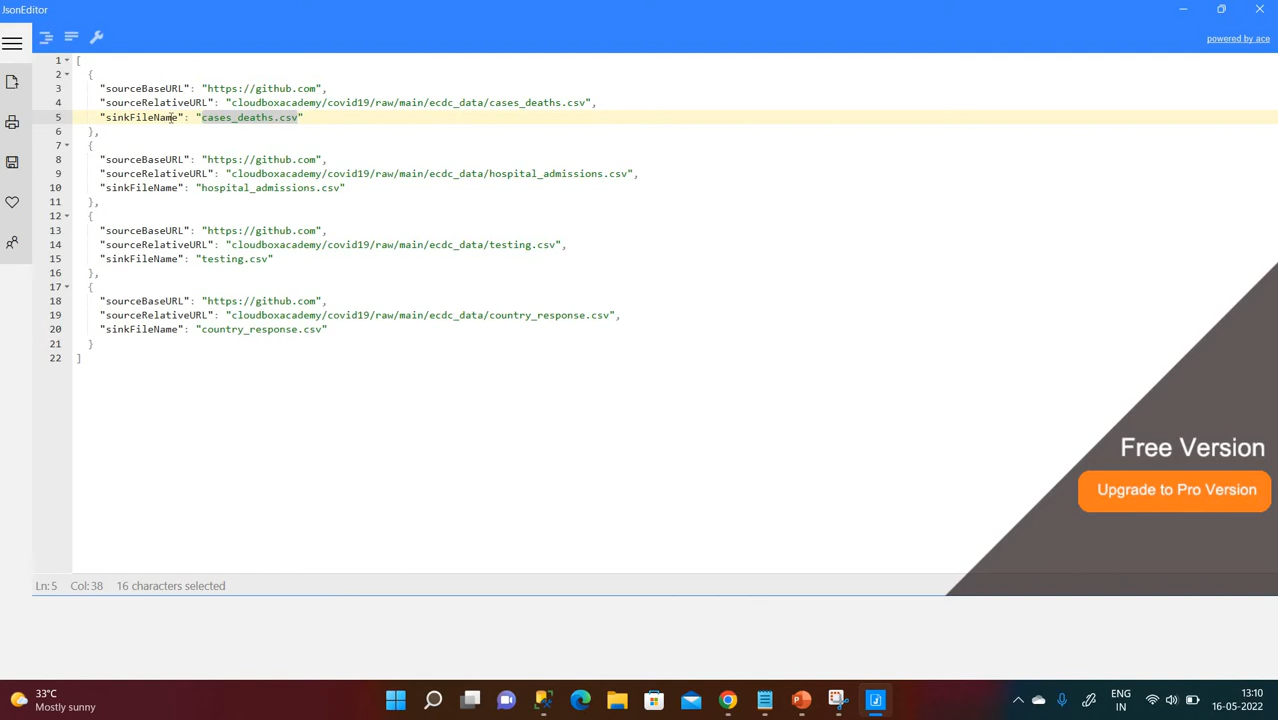 JsonEditor
powered by ace
1 [
2 {
3 "sourceBaseURL": "https://github.com",
4 "sourceRelativeURL": "cloudboxacademy/covid19/raw/main/ecdc_data/cases_deaths.csv",
5 "sinkFileName": "cases_deaths.csv"
6 },
7 {
8 "sourceBaseURL": "https://github.com",
9 "sourceRelativeURL": "cloudboxacademy/covid19/raw/main/ecdc_data/hospital_admissions.csv",
10 "sinkFileName": "hospital_admissions.csv"
11 },
12 {
13 "sourceBaseURL": "https://github.com",
14 "sourceRelativeURL": "cloudboxacademy/covid19/raw/main/ecdc_data/testing.csv",
15 "sinkFileName": "testing.csv"
16 },
17 {
18 "sourceBaseURL": "https://github.com",
19 "sourceRelativeURL": "cloudboxacademy/covid19/raw/main/ecdc_data/country_response.csv",
20 "sinkFileName": "country_response.csv"
21 }
22 ]
Free Version
Upgrade to Pro Version
Ln:5 Col:38 16 characters selected
33°C
Mostly sunny
ENG
IN
13:10
16-05-2022